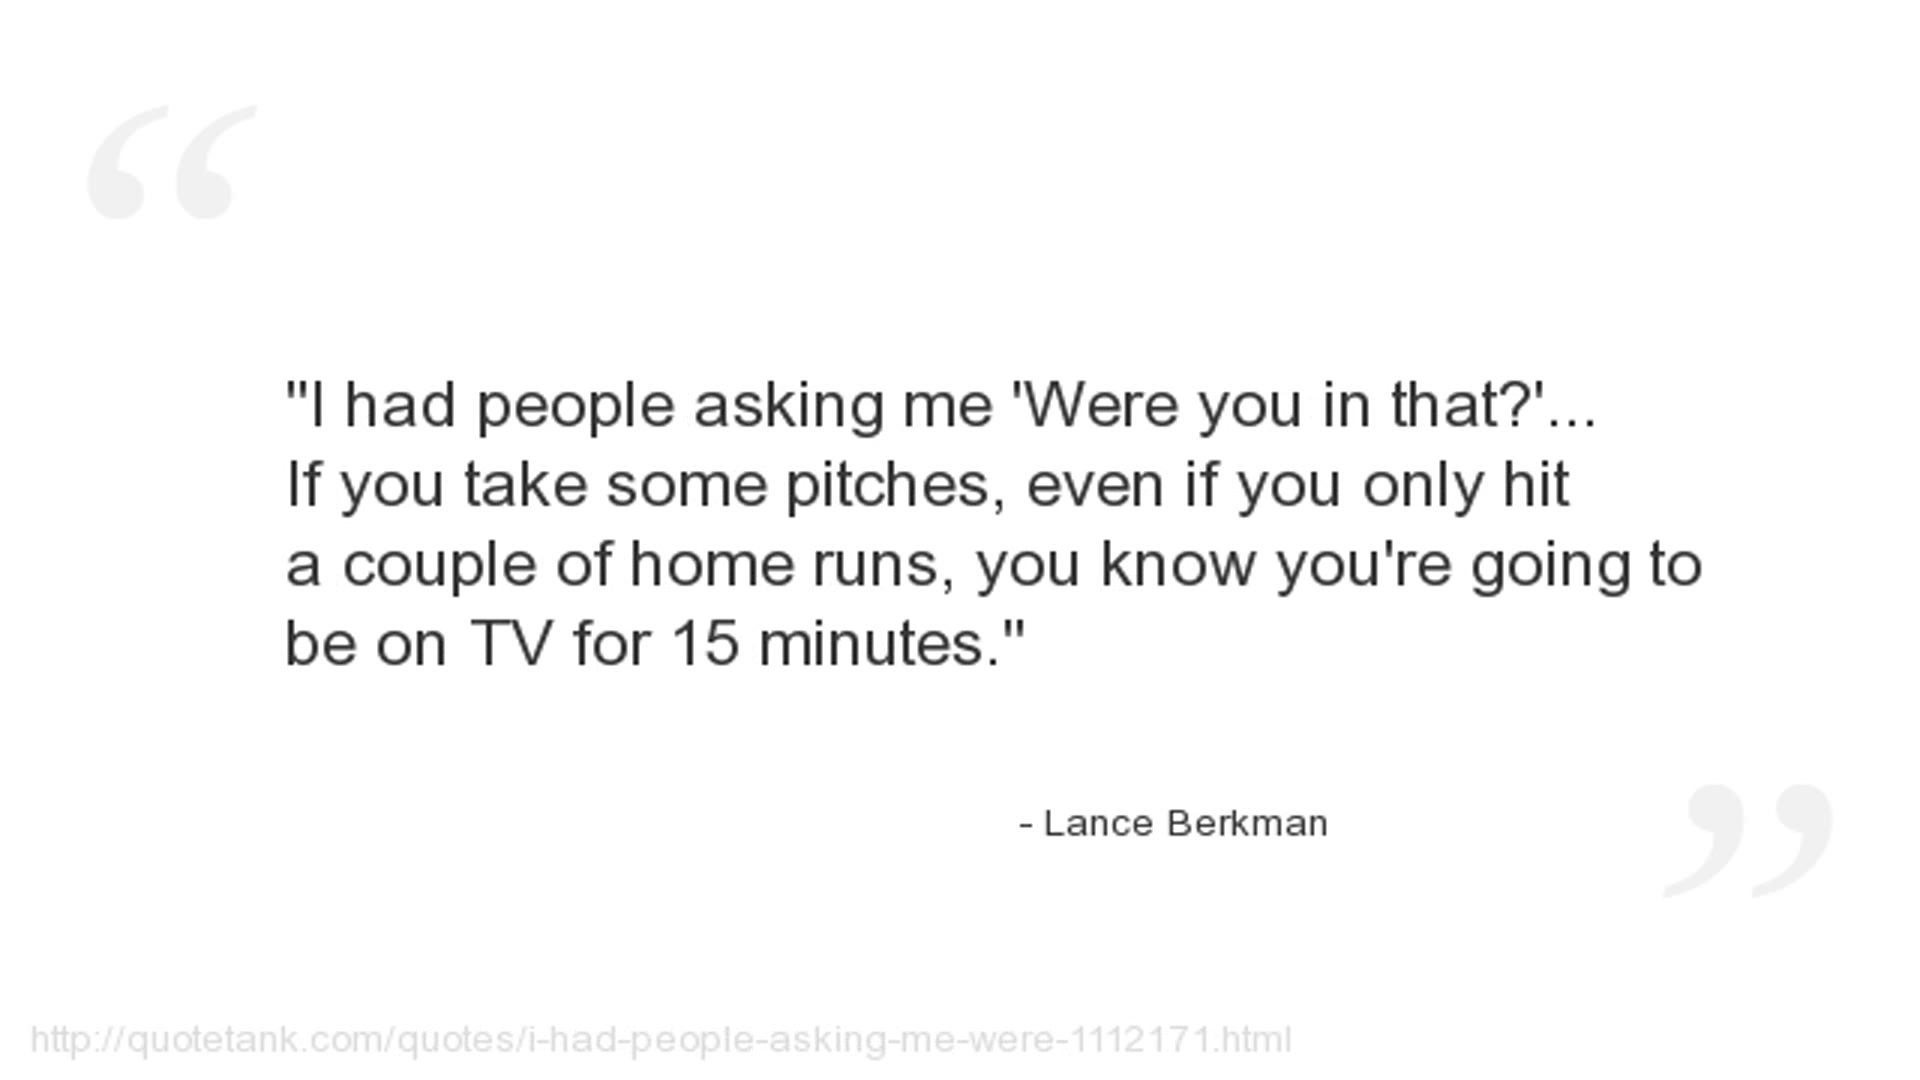 "I had people asking me 'Were you in that?'...
If you take some pitches, even if you only hit
a couple of home runs, you know you're going to
be on TV for 15 minutes."
- Lance Berkman
http://quotetank.com/quotes/i-had-people-asking-me-were-1112171.html